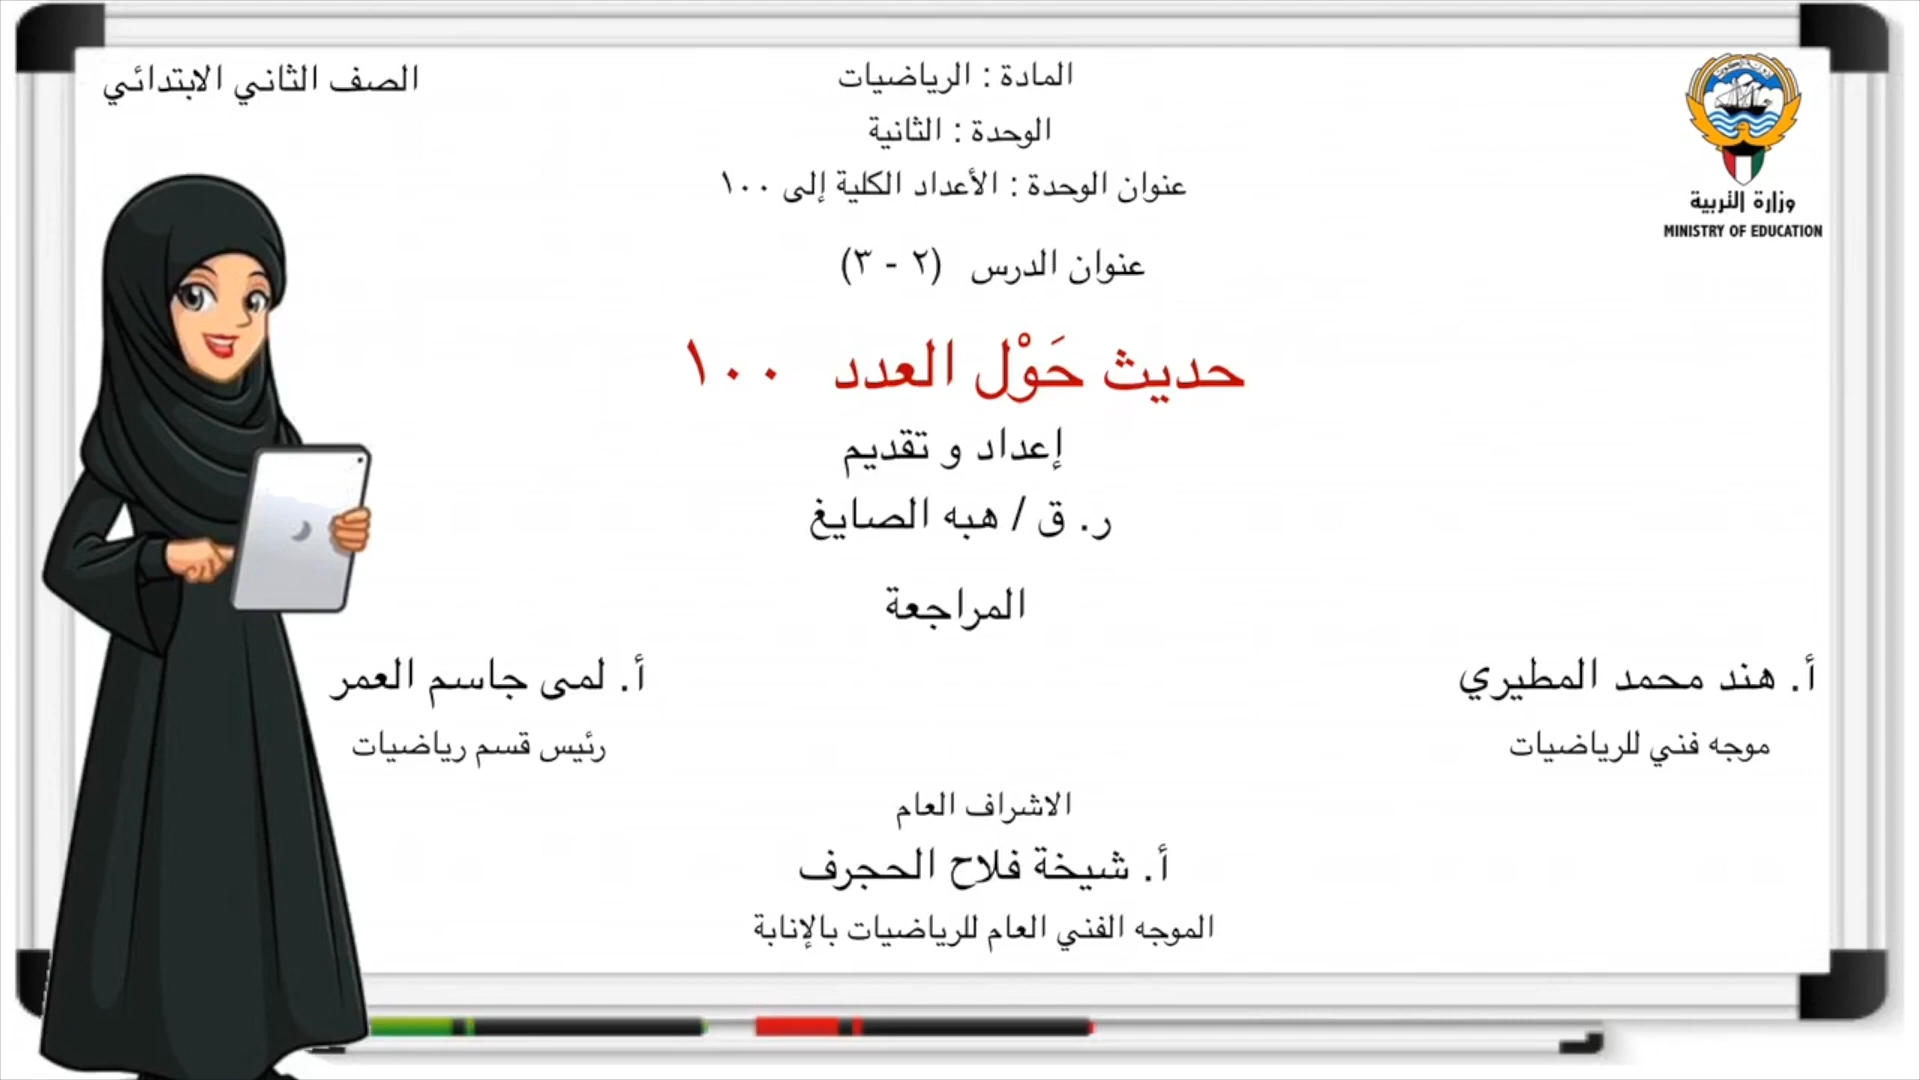 الصف الثاني الابتدائي
المادة : الرياضيات
الوحدة : الثانية
عنوان الوحدة : الأعداد الكلية إلى ١٠٠
وزارة التربية
MINISTRY OF EDUCATION
عنوان الدرس (٢ - ٣)
حديث حَوْل العدد ١٠٠
إعداد و تقديم
ر. ق / هبه الصايغ
المراجعة
أ. هند محمد المطيري
موجه فني للرياضيات
أ. لمى جاسم العمر
رئيس قسم رياضيات
الاشراف العام
أ. شيخة فلاح الحجرف
الموجه الفني العام للرياضيات بالإنابة